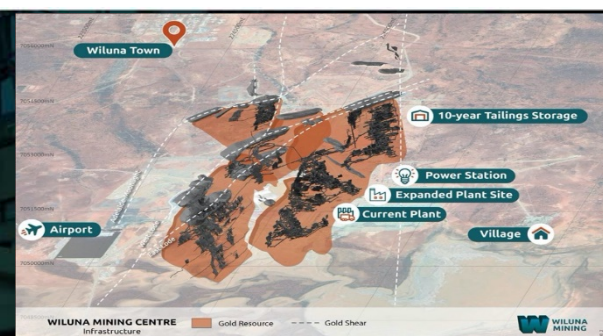 Wiluna Town
10-year Tailings Storage
Power Station
Expanded Plant Site
Current Plant
Airport
Village
WILUNA MINING CENTRE
Infrastructure
Gold Resource
Gold Shear
WILUNA
MINING